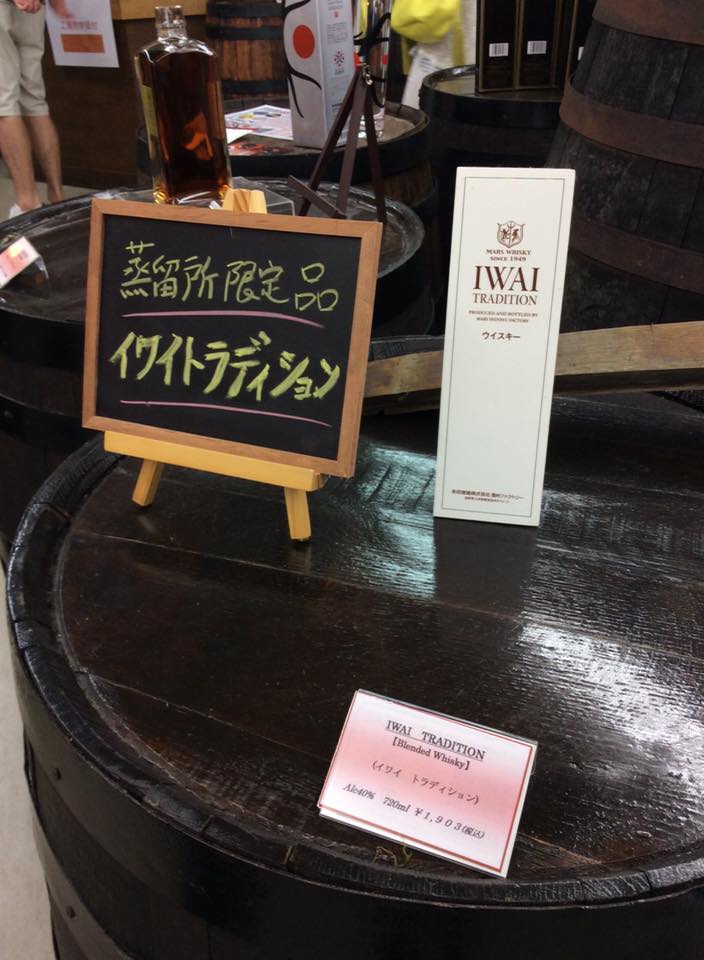 蒸留所限定品
イワイトラディション
MARS WHISKY
SINCE 1949
IWAI
TRADITION
PRODUCED AND BOTTLED BY
MARS SHINSHU FACTORY
ウイスキー
IWAI TRADITION
【Blended Whisky】
(イワイ トラディション)
Alc40% 720ml ¥1,903(税込)